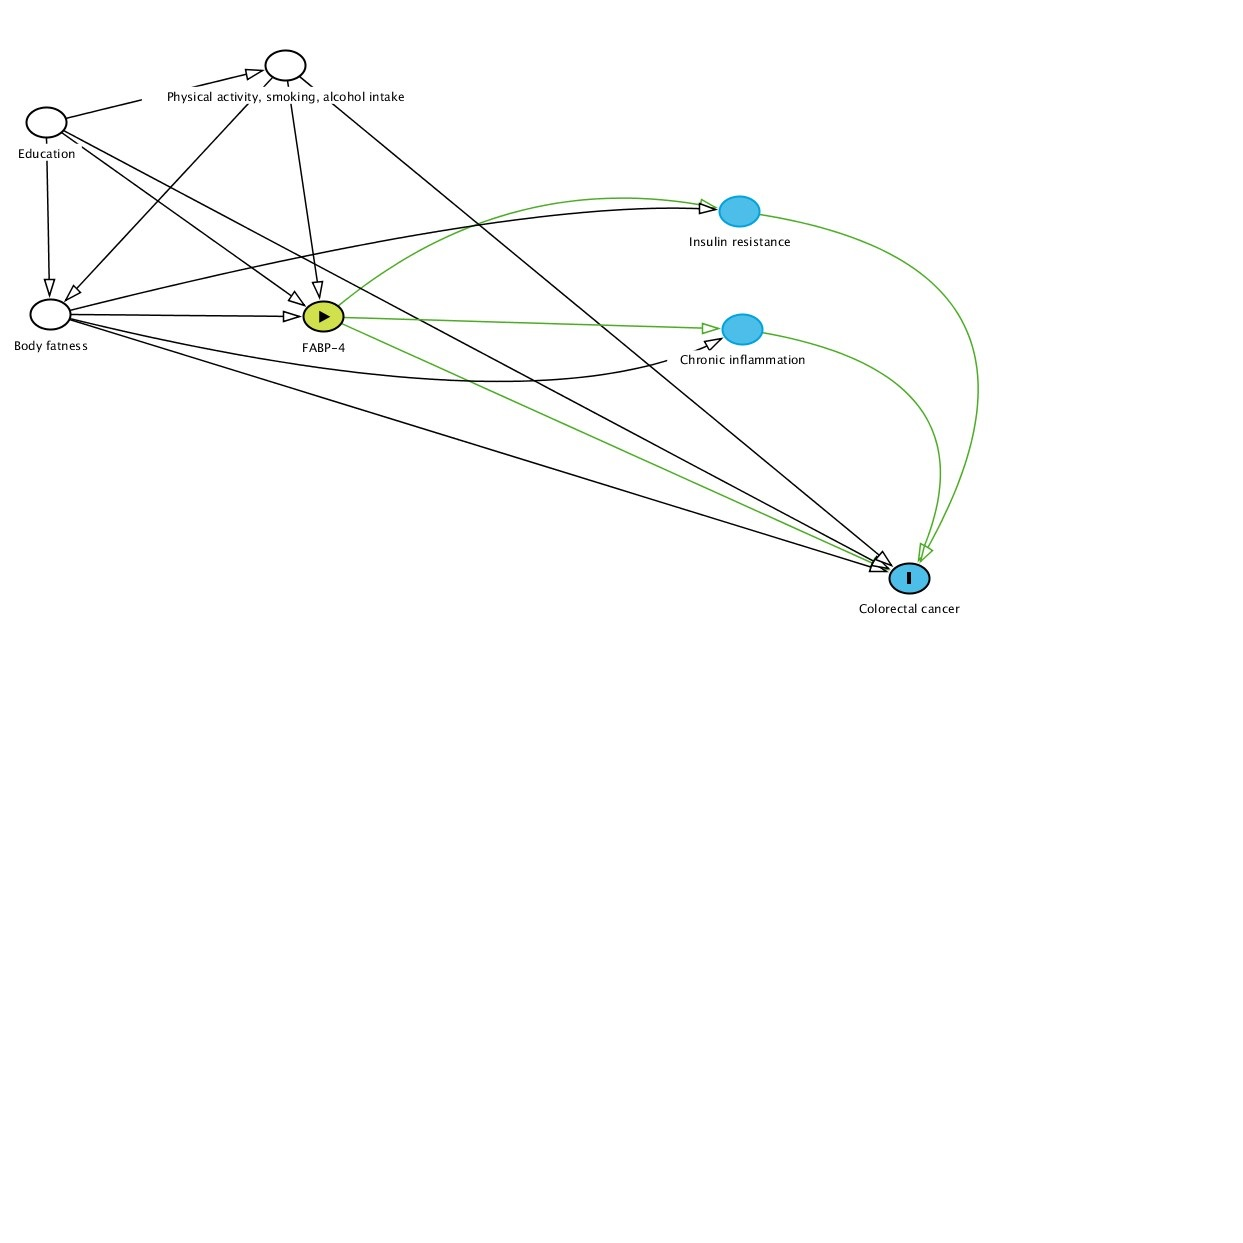 Physical activity, smoking, alcohol intake
Education
Insulin resistance
Body fatness
FABP-4
Chronic inflammation
Colorectal cancer